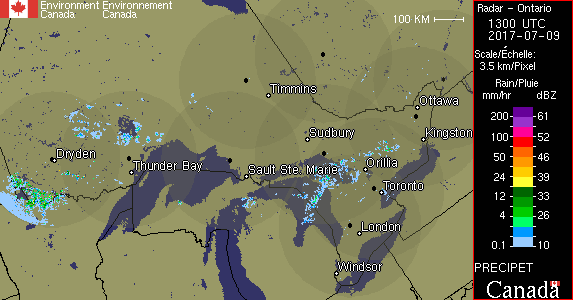 Environment Environnement
Canada Canada
100 KM
Timmins
Ottawa
Sudbury
Kingston
Dryden
Thunder Bay
Sault Ste. Marie
Orillia
Toronto
London
Windsor
Radar - Ontario
1300 UTC
2017-07-09
Scale/Échelle:
3.5 km/Pixel
Rain/Pluie
mm/hr dBZ
200 61
100 52
50 46
24 39
12 33
4 26
0.1 10
PRECIPET
Canada